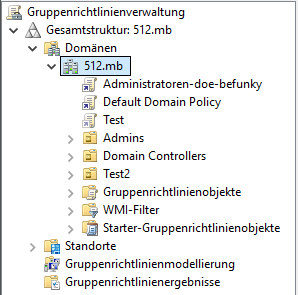 Gruppenrichtlinienverwaltung
Gesamtstruktur: 512.mb
Domänen
512.mb
Administratoren-doe-befunky
Default Domain Policy
Test
Admins
Domain Controllers
Test2
Gruppenrichtlinienobjekte
WMI-Filter
Starter-Gruppenrichtlinienobjekte
Standorte
Gruppenrichtlinienmodellierung
Gruppenrichtlinienergebnisse